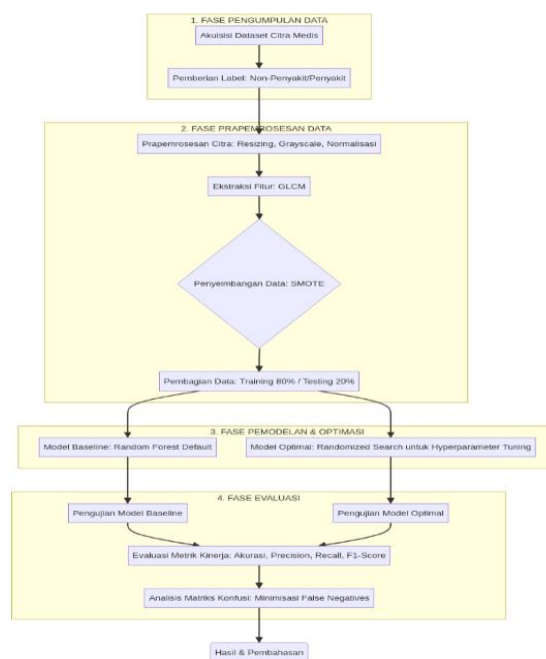 1. FASE PENGUMPULAN DATA
Akuisisi Dataset Citra Medis
Pemberian Label: Non-Penyakit/Penyakit
2. FASE PRAPEMROSESAN DATA
Prapemrosesan Citra: Resizing, Grayscale, Normalisasi
Ekstraksi Fitur: GLCM
Penyeimbangan Data: SMOTE
Pembagian Data: Training 80% / Testing 20%
3. FASE PEMODELAN & OPTIMASI
Model Baseline: Random Forest Default
Model Optimal: Randomized Search untuk Hyperparameter Tuning
4. FASE EVALUASI
Pengujian Model Baseline
Pengujian Model Optimal
Evaluasi Metrik Kinerja: Akurasi, Precision, Recall, F1-Score
Analisis Matriks Konfusi: Minimisasi False Negatives
Hasil & Pembahasan